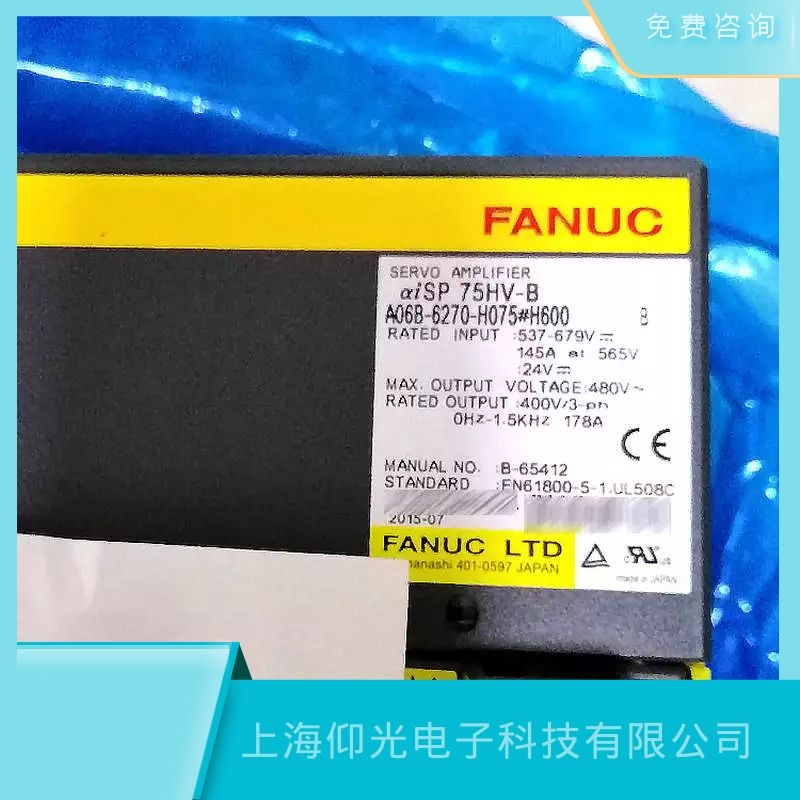 免费咨询
FANUC
SERVO AMPLIFIER
αiSP 75HV-B
A06B-6270-H075#H600 B
RATED INPUT :537-679V⎓
145A at 565V
:24V⎓
MAX. OUTPUT VOLTAGE:480V～
RATED OUTPUT :400V/3-ph
0Hz-1.5KHz 178A
CE
MANUAL NO. :B-65412
STANDARD :EN61800-5-1.UL508C
2015-07
FANUC LTD
401-0597 JAPAN
made in JAPAN
上海仰光电子科技有限公司